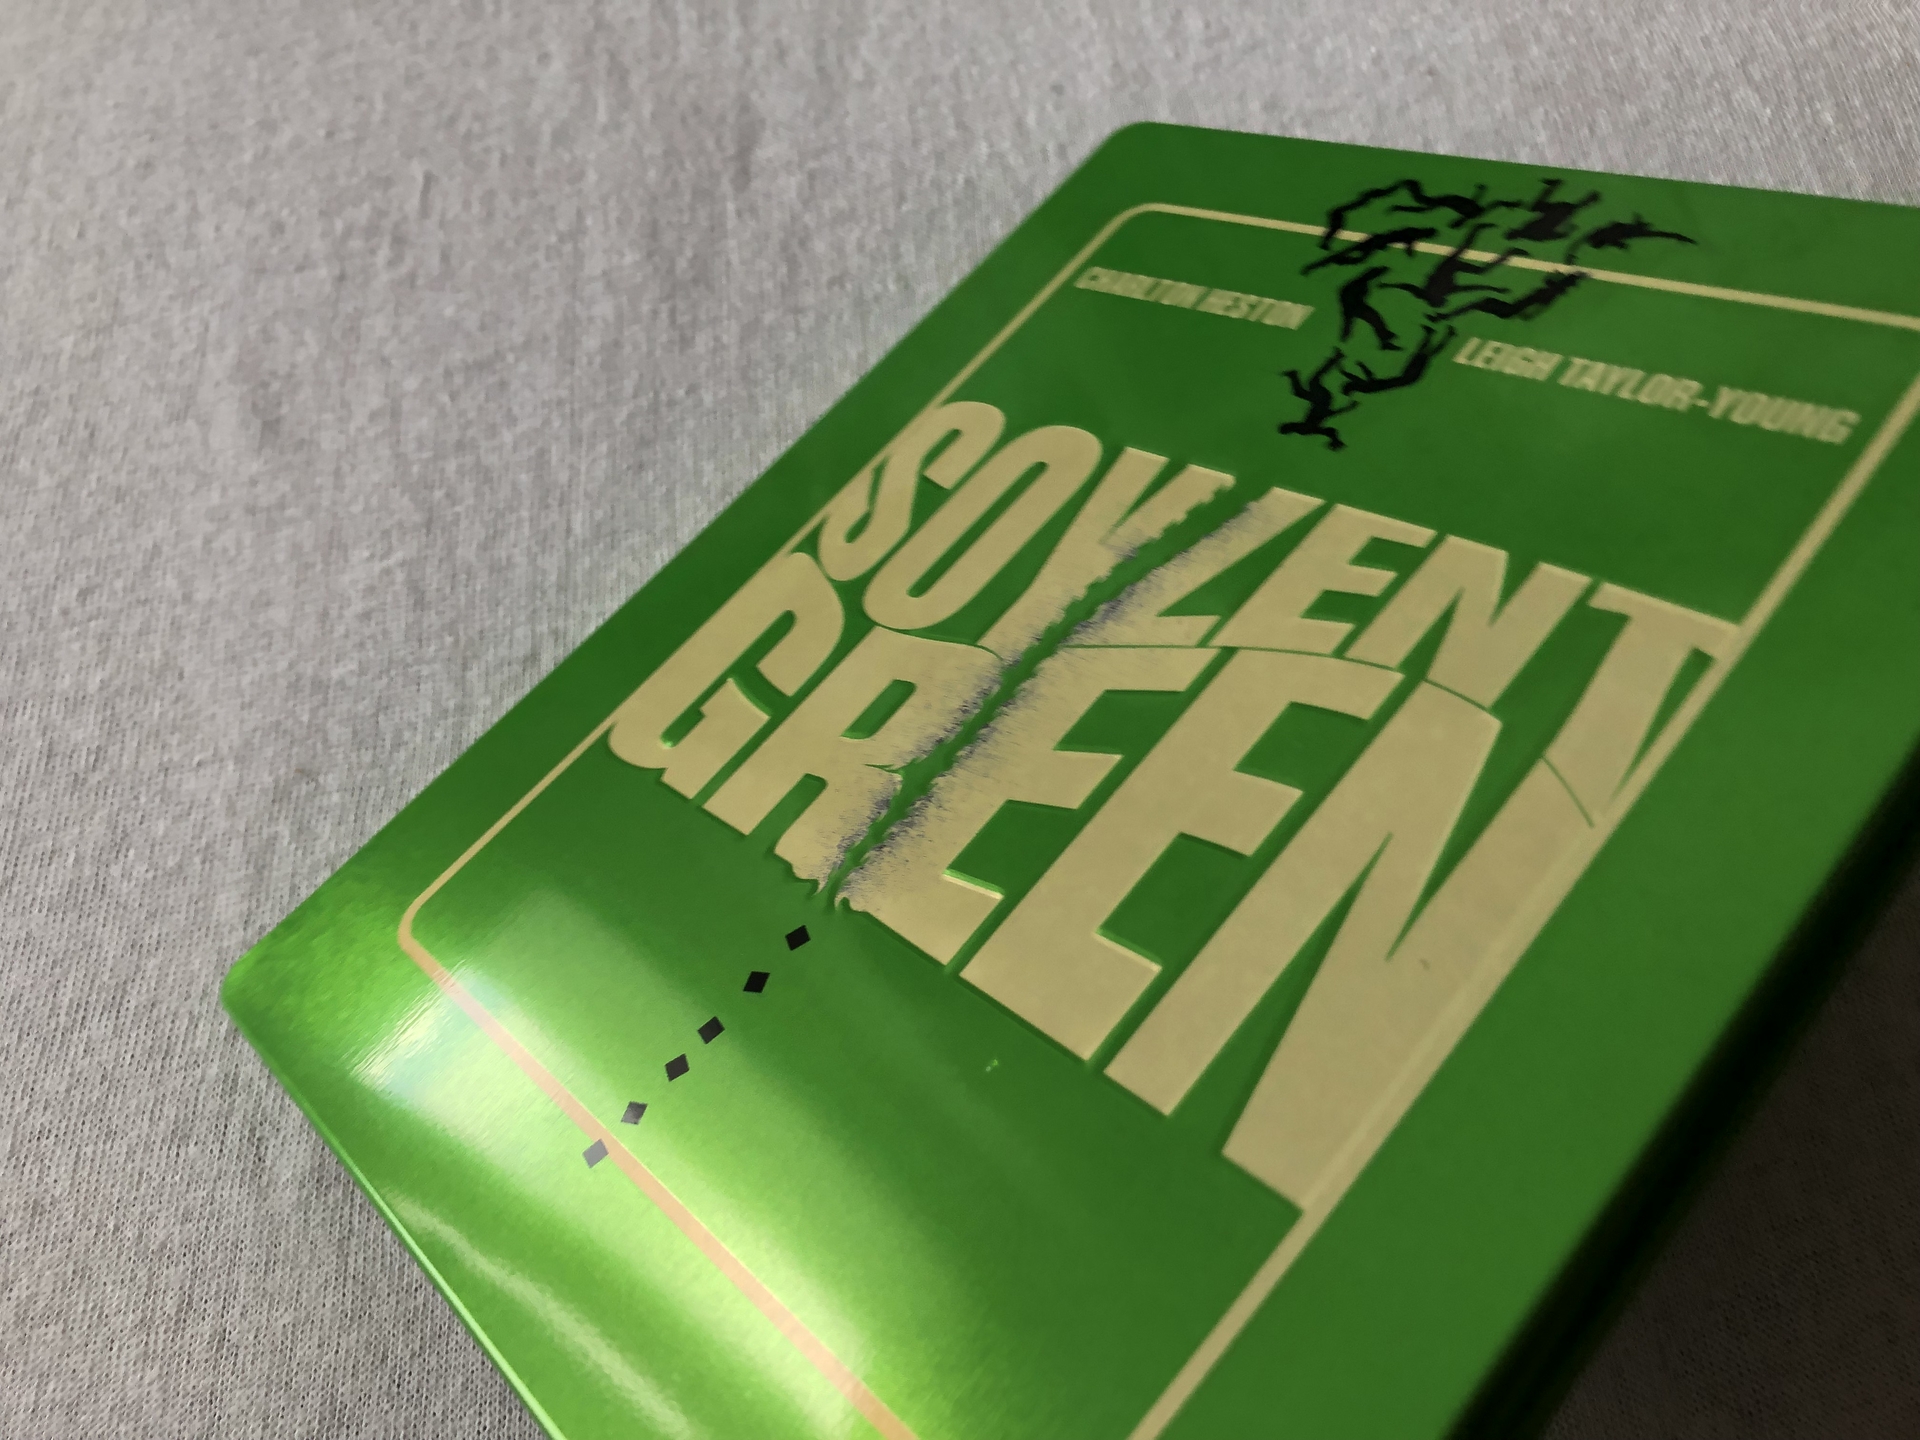 CHARLTON HESTON
LEIGH TAYLOR-YOUNG
SOYLENT
GREEN